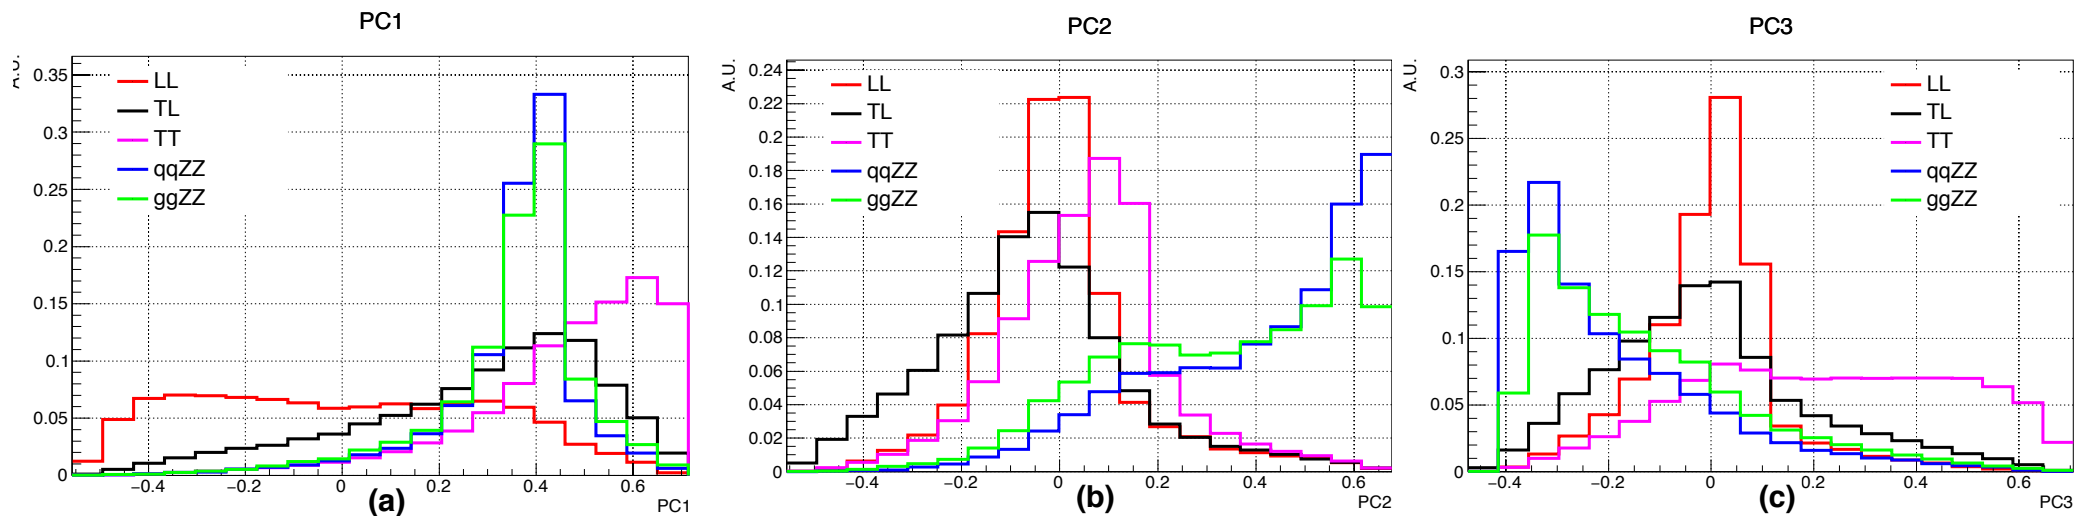 PC1
A.U.
0.35
0.3
0.25
0.2
0.15
0.1
0.05
0
LL
TL
TT
qqZZ
ggZZ
−0.4
−0.2
0
0.2
0.4
0.6
(a)
PC1
PC2
A.U.
0.24
0.22
0.2
0.18
0.16
0.14
0.12
0.1
0.08
0.06
0.04
0.02
0
LL
TL
TT
qqZZ
ggZZ
−0.4
−0.2
0
0.2
0.4
0.6
(b)
PC2
PC3
A.U.
0.3
0.25
0.2
0.15
0.1
0.05
0
LL
TL
TT
qqZZ
ggZZ
−0.4
−0.2
0
0.2
0.4
0.6
(c)
PC3